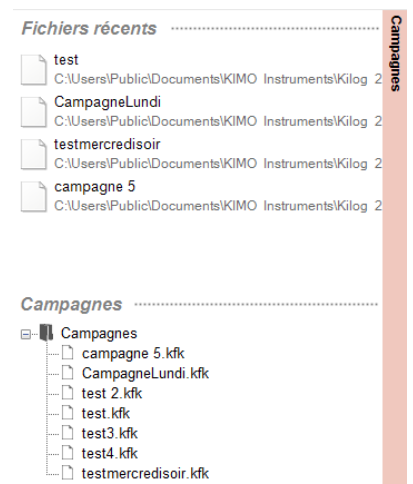 Fichiers récents
Campagnes
test
C:\Users\Public\Documents\KIMO Instruments\Kilog 2
CampagneLundi
C:\Users\Public\Documents\KIMO Instruments\Kilog 2
testmercredisoir
C:\Users\Public\Documents\KIMO Instruments\Kilog 2
campagne 5
C:\Users\Public\Documents\KIMO Instruments\Kilog 2
Campagnes
Campagnes
campagne 5.kfk
CampagneLundi.kfk
test 2.kfk
test.kfk
test3.kfk
test4.kfk
testmercredisoir.kfk